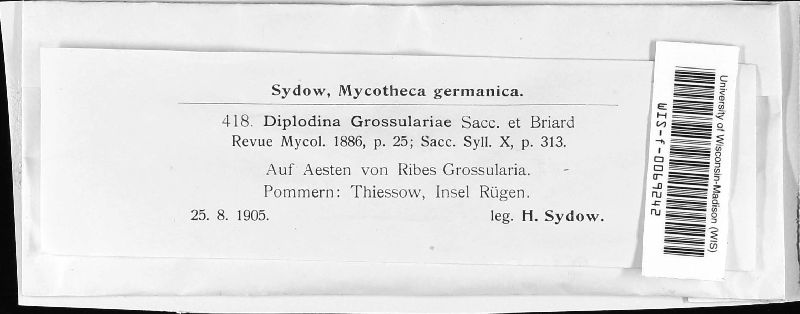 Sydow, Mycotheca germanica.
418. Diplodina Grossulariae Sacc. et Briard
Revue Mycol. 1886, p. 25; Sacc. Syll. X, p. 313.
Auf Aesten von Ribes Grossularia.
Pommern: Thiessow, Insel Rügen.
25. 8. 1905. leg. H. Sydow.
University of Wisconsin-Madison (WIS)
WIS-f-0069242